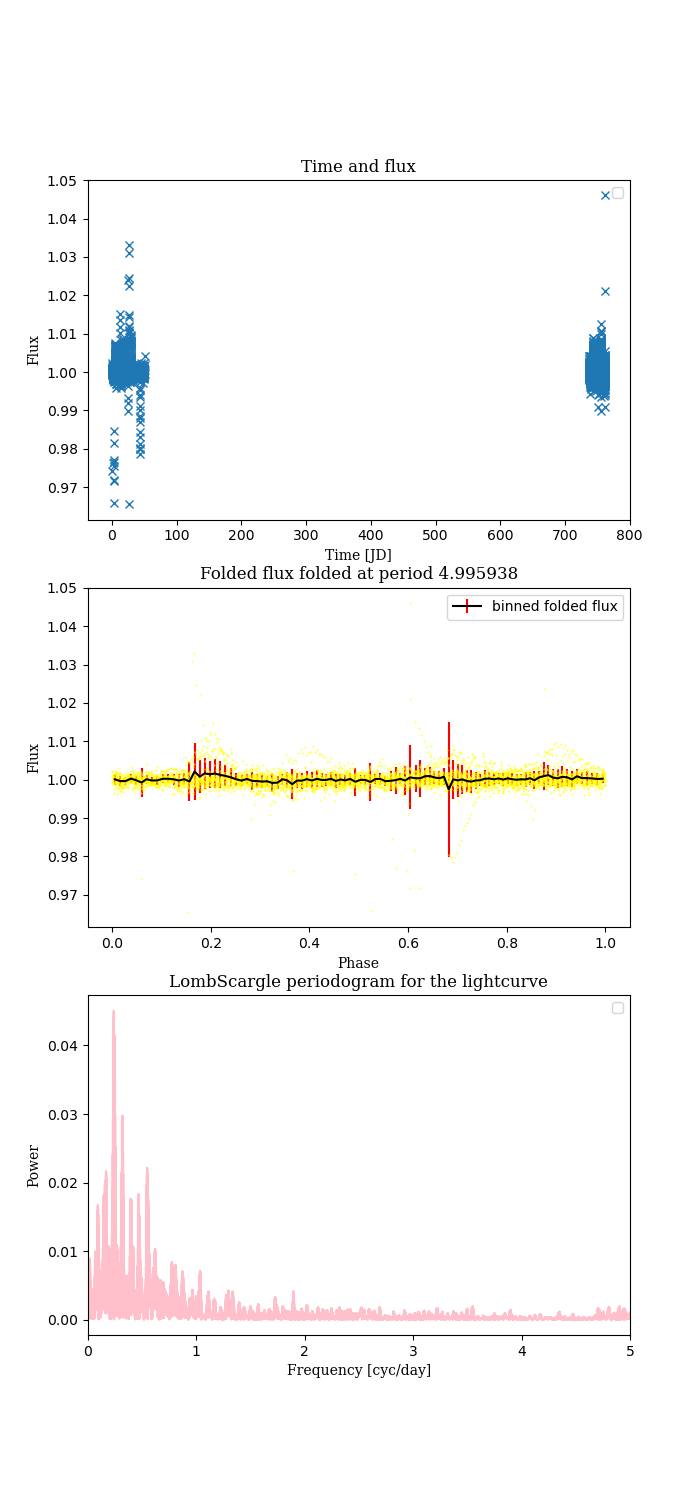 Time and flux
1.05
1.04
1.03
1.02
1.01
1.00
0.99
0.98
0.97
Flux
0 100 200 300 400 500 600 700 800
Time [JD]
Folded flux folded at period 4.995938
binned folded flux
1.05
1.04
1.03
1.02
1.01
1.00
0.99
0.98
0.97
Flux
0.0 0.2 0.4 0.6 0.8 1.0
Phase
LombScargle periodogram for the lightcurve
0.04
0.03
0.02
0.01
0.00
Power
0 1 2 3 4 5
Frequency [cyc/day]